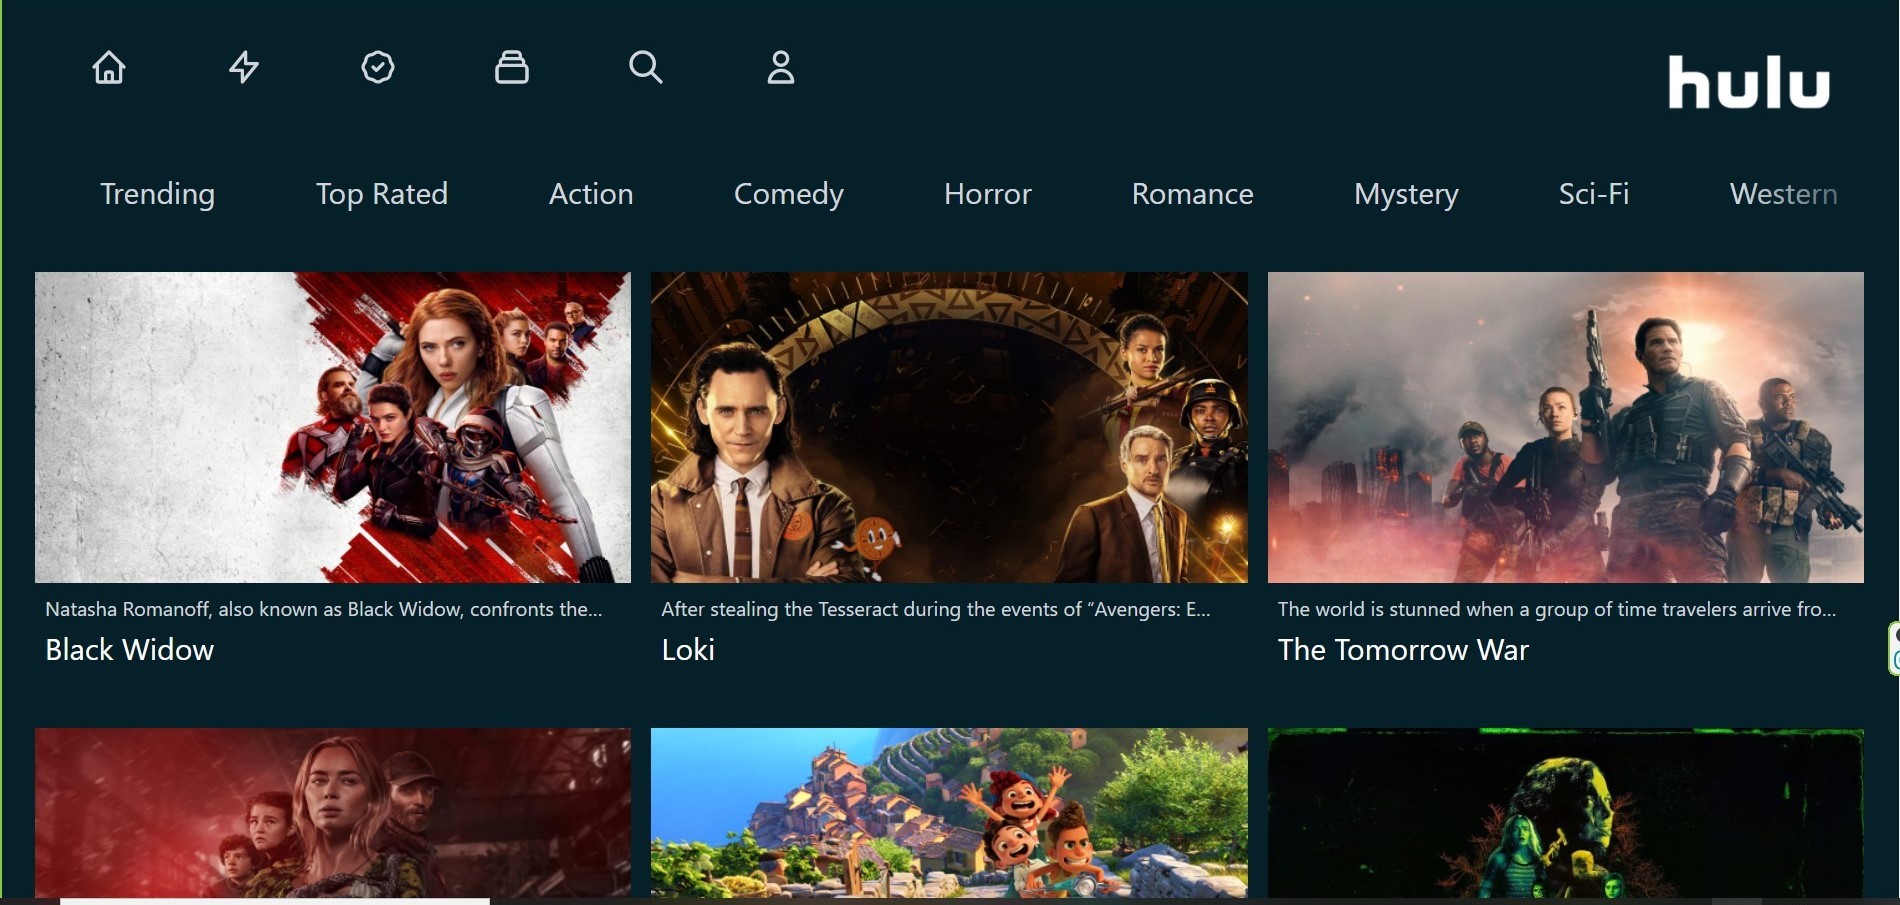 hulu
Trending Top Rated Action Comedy Horror Romance Mystery Sci-Fi Western
Natasha Romanoff, also known as Black Widow, confronts the...
Black Widow
After stealing the Tesseract during the events of “Avengers: E...
Loki
The world is stunned when a group of time travelers arrive fro...
The Tomorrow War